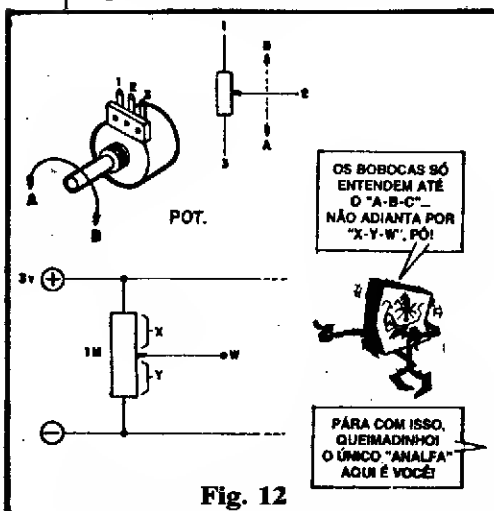 1
1 2 3
B
2
3
A
A
B
POT.
3v +
1M
X
Y
W
−
OS BOBOCAS SÓ
ENTENDEM ATÉ
O "A-B-C"...
NÃO ADIANTA POR
"X-Y-W", PÔ!
PÁRA COM ISSO,
QUEIMADINHO!
O ÚNICO "ANALFA"
AQUI É VOCÊ!
Fig. 12